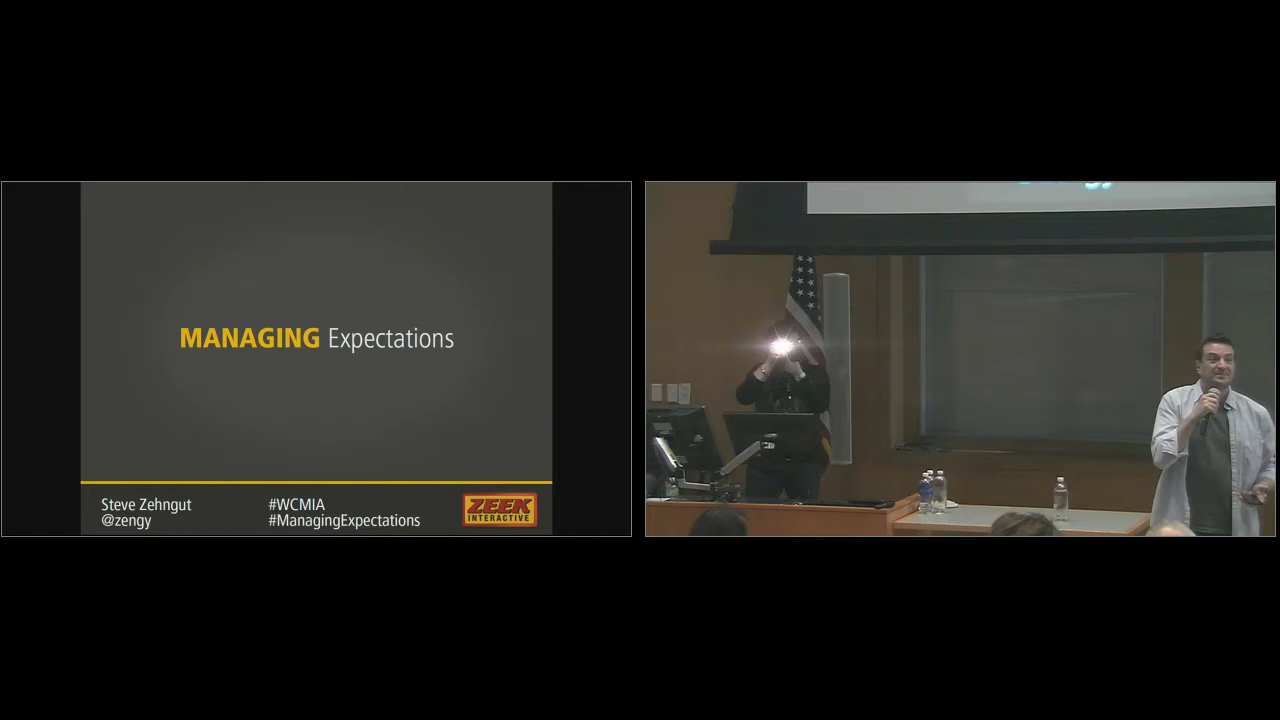 MANAGING Expectations
Steve Zehngut
@zengy
#WCMIA
#ManagingExpectations
ZEEK
INTERACTIVE